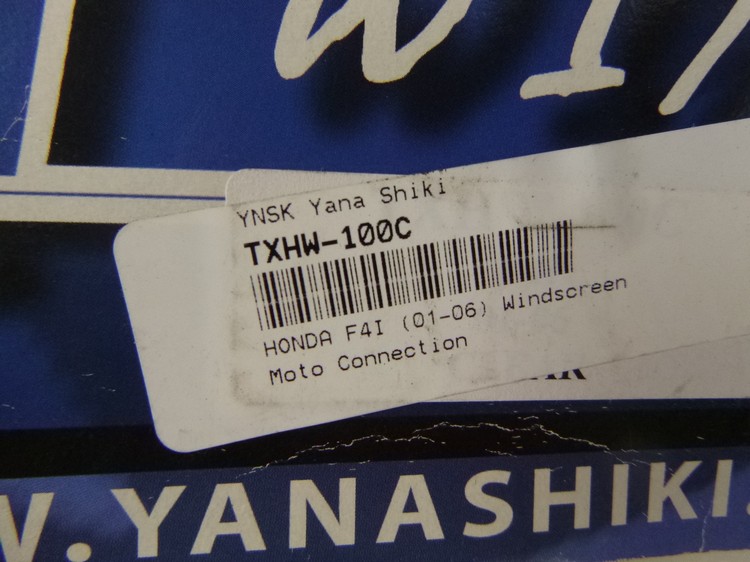 YNSK Yana Shiki
TXHW-100C
HONDA F4I (01-06) Windscreen
Moto Connection
W.YANASHIKI.